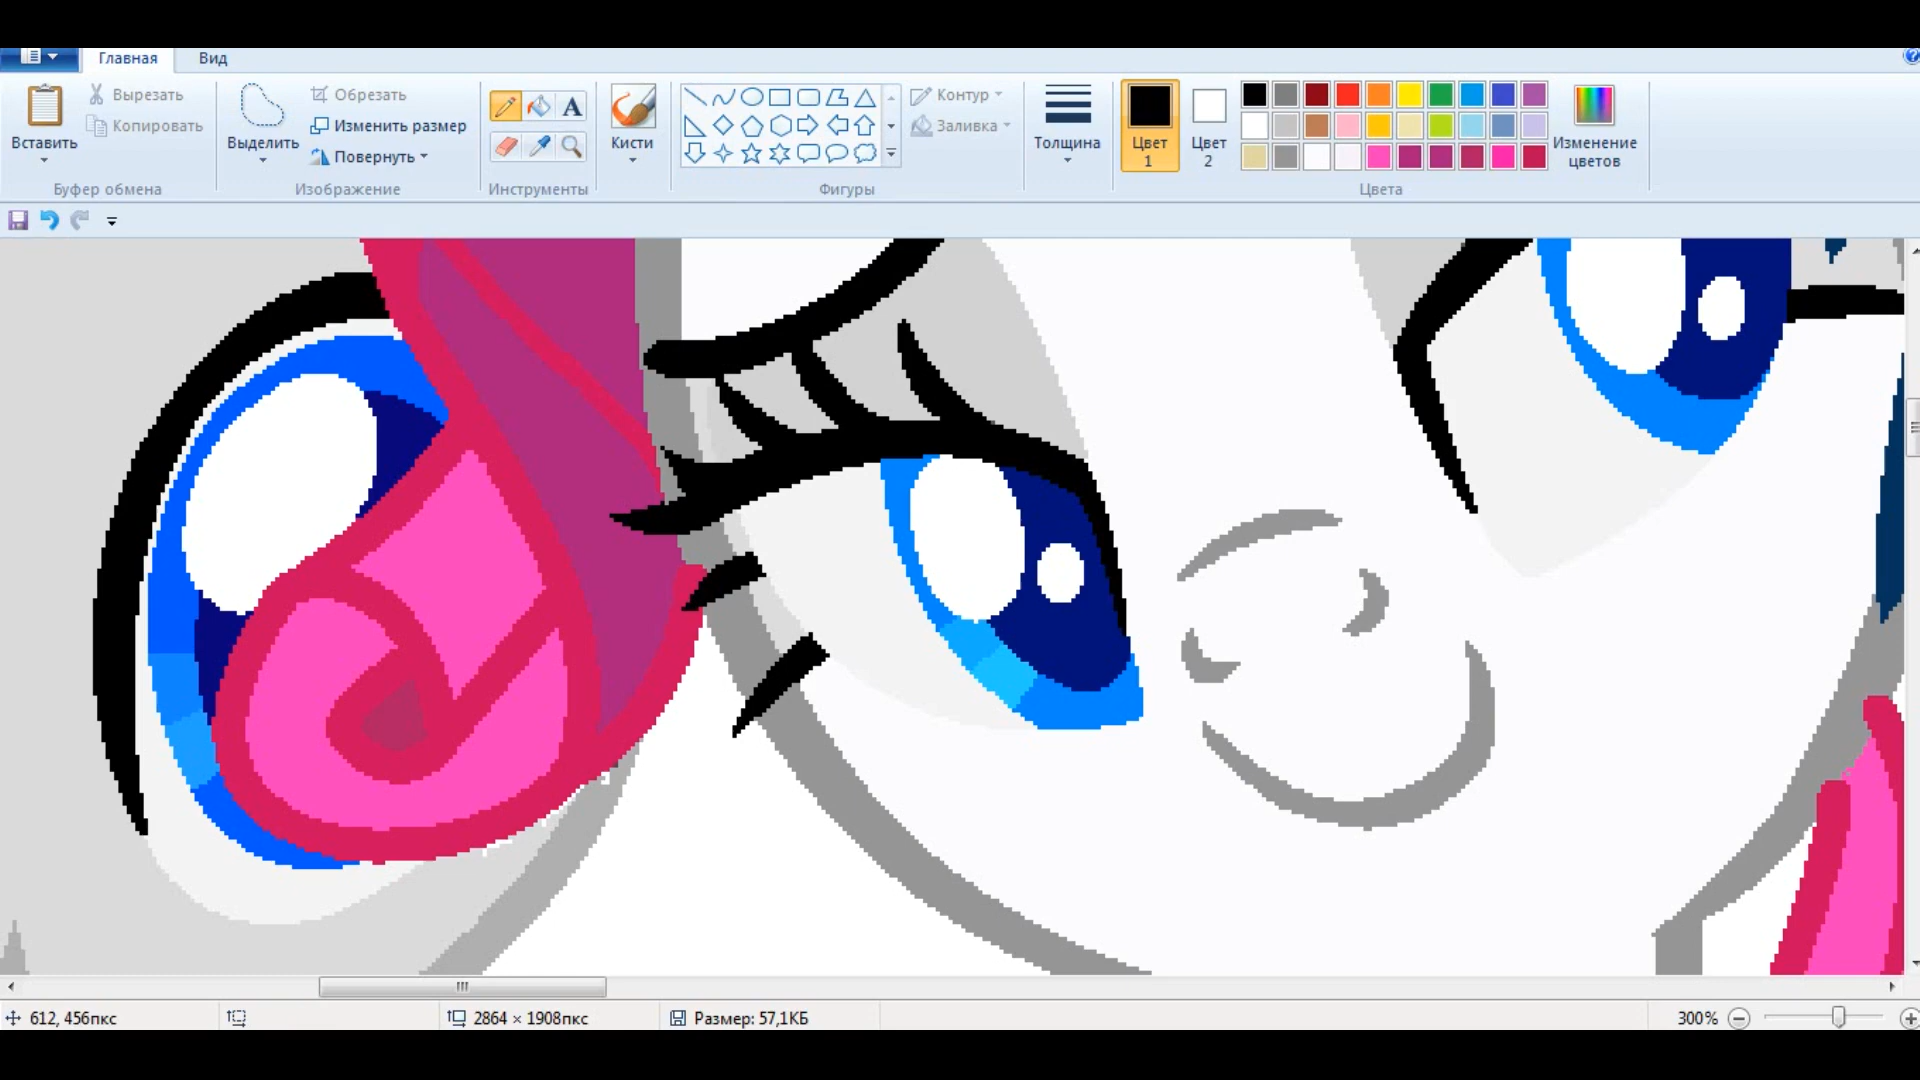 Главная Вид
Вставить
Вырезать
Копировать
Буфер обмена
Выделить
Обрезать
Изменить размер
Повернуть
Изображение
A
Инструменты
Кисти
Контур
Заливка
Фигуры
Толщина
Цвет 1
Цвет 2
Изменение цветов
Цвета
612, 456пкс
2864 × 1908пкс
Размер: 57,1КБ
300%